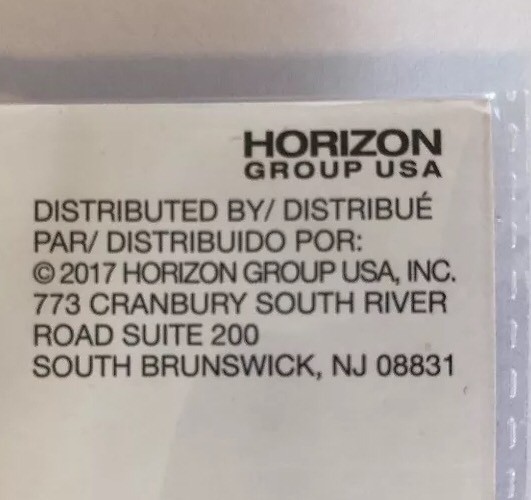 HORIZON
GROUP USA
DISTRIBUTED BY/ DISTRIBUÉ
PAR/ DISTRIBUIDO POR:
© 2017 HORIZON GROUP USA, INC.
773 CRANBURY SOUTH RIVER
ROAD SUITE 200
SOUTH BRUNSWICK, NJ 08831